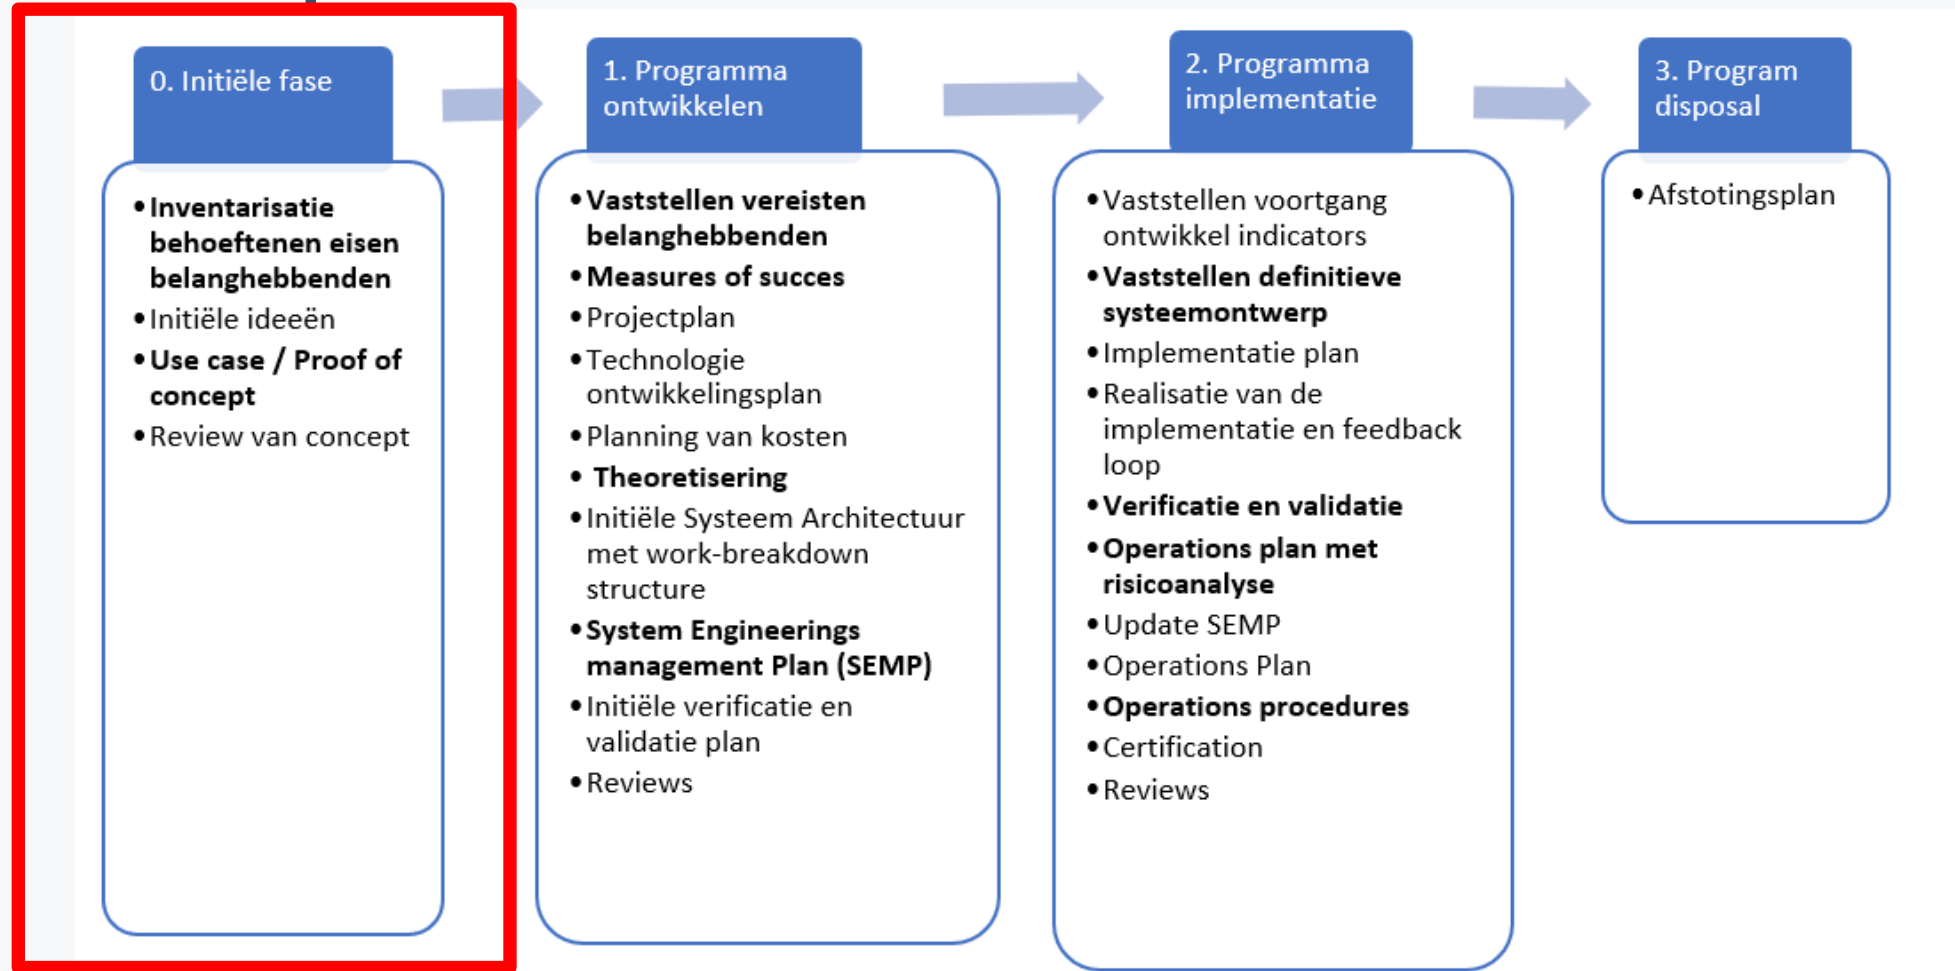 0. Initiële fase
•Inventarisatie
behoeftenen eisen
belanghebbenden
•Initiële ideeën
•Use case / Proof of
concept
•Review van concept
1. Programma
ontwikkelen
•Vaststellen vereisten
belanghebbenden
•Measures of succes
•Projectplan
•Technologie
ontwikkelingsplan
•Planning van kosten
• Theoretisering
•Initiële Systeem Architectuur
met work-breakdown
structure
•System Engineerings
management Plan (SEMP)
•Initiële verificatie en
validatie plan
•Reviews
2. Programma
implementatie
•Vaststellen voortgang
ontwikkel indicators
•Vaststellen definitieve
systeemontwerp
•Implementatie plan
•Realisatie van de
implementatie en feedback
loop
•Verificatie en validatie
•Operations plan met
risicoanalyse
•Update SEMP
•Operations Plan
•Operations procedures
•Certification
•Reviews
3. Program
disposal
•Afstotingsplan